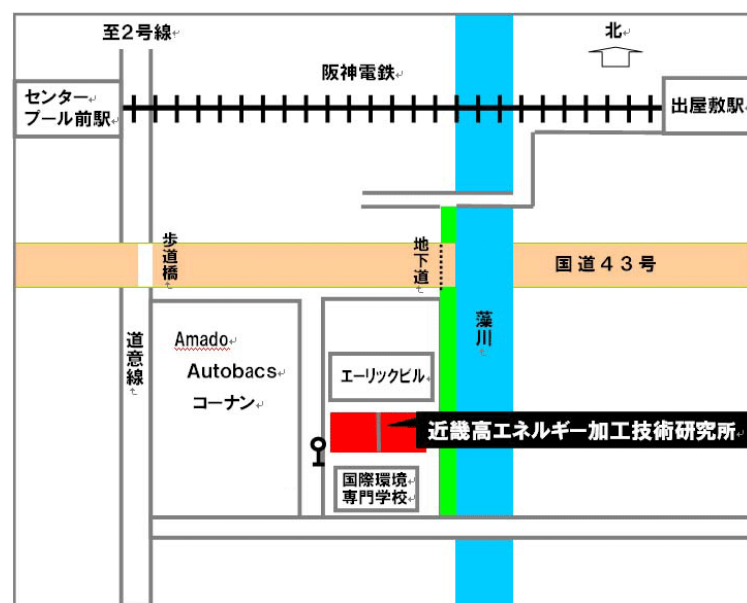 至２号線
北
阪神電鉄
センター
プール前駅
出屋敷駅
歩道橋
地下道
国道４３号
道意線
藻川
Amado
Autobacs
コーナン
エーリックビル
近畿高エネルギー加工技術研究所
国際環境
専門学校